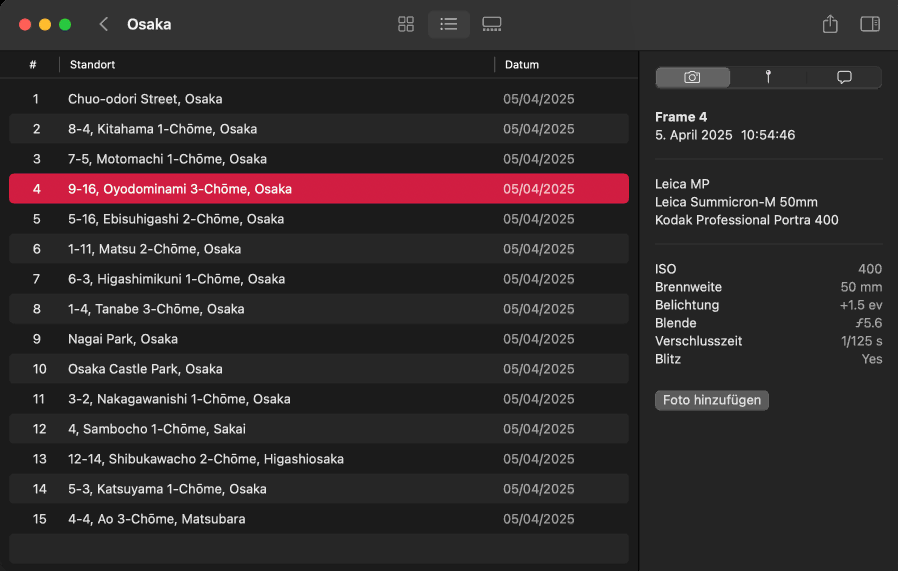 Osaka
# Standort Datum
1 Chuo-odori Street, Osaka 05/04/2025
2 8-4, Kitahama 1-Chōme, Osaka 05/04/2025
3 7-5, Motomachi 1-Chōme, Osaka 05/04/2025
4 9-16, Oyodominami 3-Chōme, Osaka 05/04/2025
5 5-16, Ebisuhigashi 2-Chōme, Osaka 05/04/2025
6 1-11, Matsu 2-Chōme, Osaka 05/04/2025
7 6-3, Higashimikuni 1-Chōme, Osaka 05/04/2025
8 1-4, Tanabe 3-Chōme, Osaka 05/04/2025
9 Nagai Park, Osaka 05/04/2025
10 Osaka Castle Park, Osaka 05/04/2025
11 3-2, Nakagawanishi 1-Chōme, Osaka 05/04/2025
12 4, Sambocho 1-Chōme, Sakai 05/04/2025
13 12-14, Shibukawacho 2-Chōme, Higashiosaka 05/04/2025
14 5-3, Katsuyama 1-Chōme, Osaka 05/04/2025
15 4-4, Ao 3-Chōme, Matsubara 05/04/2025
Frame 4
5. April 2025 10:54:46
Leica MP
Leica Summicron-M 50mm
Kodak Professional Portra 400
ISO 400
Brennweite 50 mm
Belichtung +1.5 ev
Blende ƒ5.6
Verschlusszeit 1/125 s
Blitz Yes
Foto hinzufügen